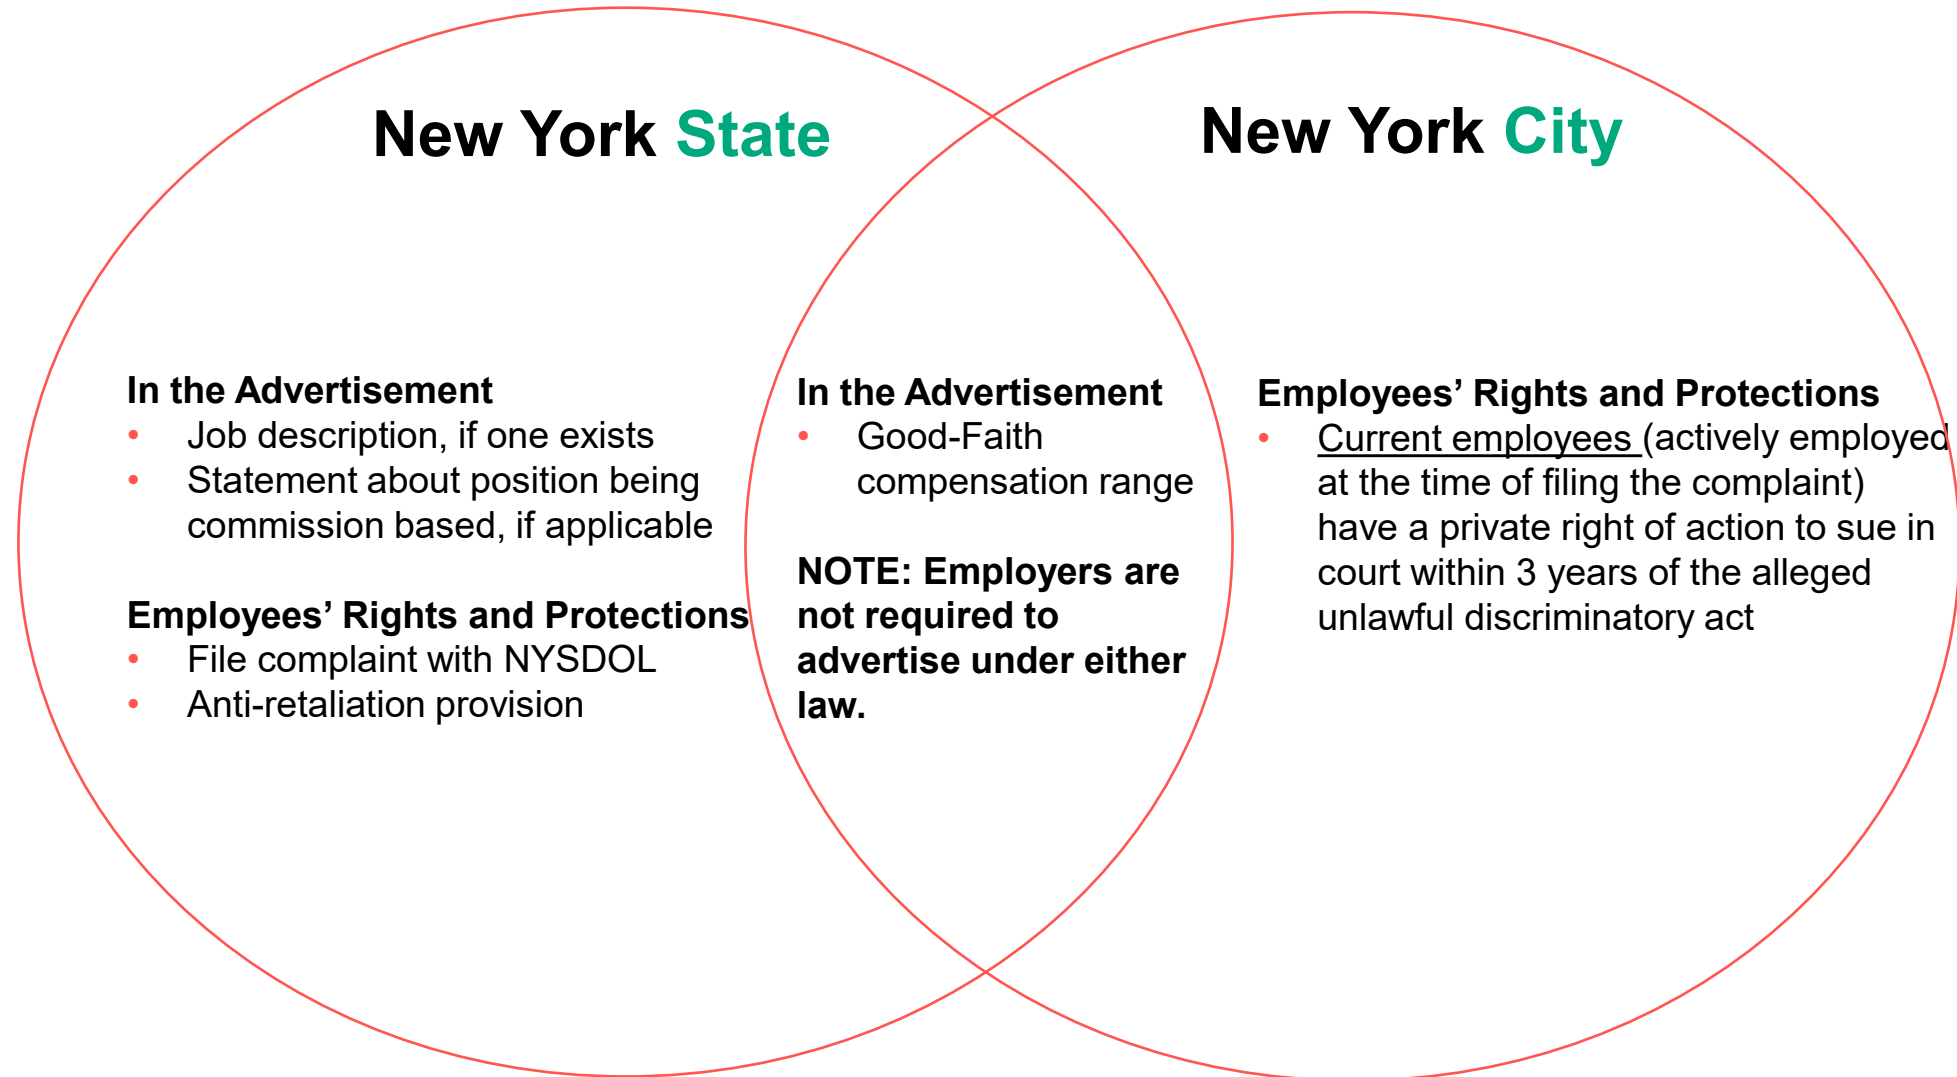 New York State
In the Advertisement
• Job description, if one exists
• Statement about position being
commission based, if applicable
Employees’ Rights and Protections
• File complaint with NYSDOL
• Anti-retaliation provision
In the Advertisement
• Good-Faith
compensation range
NOTE: Employers are
not required to
advertise under either
law.
New York City
Employees’ Rights and Protections
• Current employees (actively employed
at the time of filing the complaint)
have a private right of action to sue in
court within 3 years of the alleged
unlawful discriminatory act